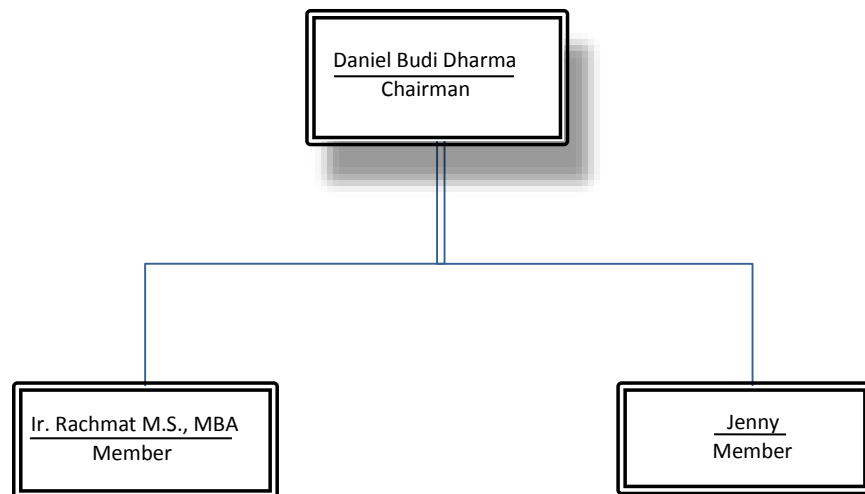 Daniel Budi Dharma
Chairman
Ir. Rachmat M.S., MBA
Member
Jenny
Member